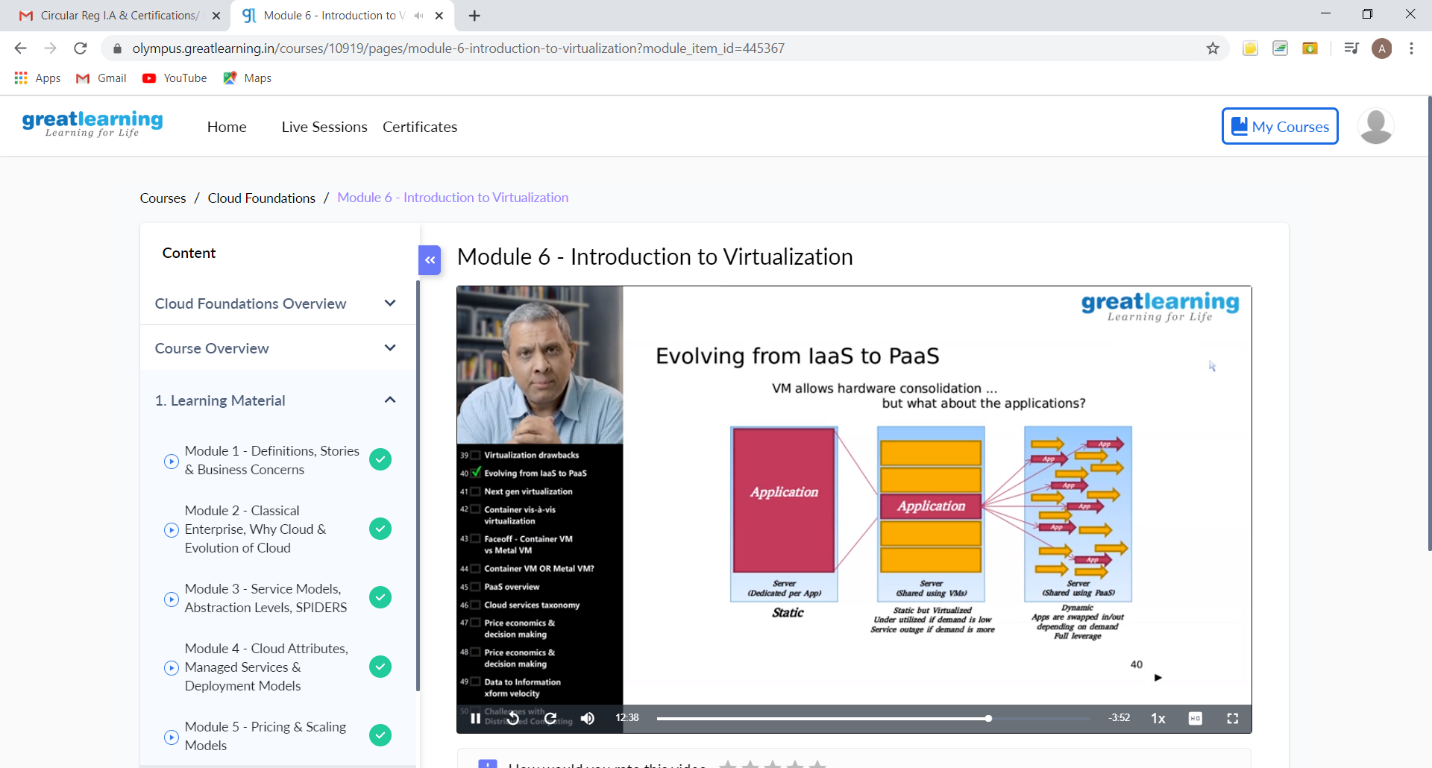 Circular Reg I.A & Certifications/
Module 6 - Introduction to V
olympus.greatlearning.in/courses/10919/pages/module-6-introduction-to-virtualization?module_item_id=445367
A
Apps
Gmail
YouTube
Maps
greatlearning
Learning for Life
Home
Live Sessions
Certificates
My Courses
Courses / Cloud Foundations / Module 6 - Introduction to Virtualization
Content
Cloud Foundations Overview
Course Overview
1. Learning Material
Module 1 - Definitions, Stories
& Business Concerns
Module 2 - Classical
Enterprise, Why Cloud &
Evolution of Cloud
Module 3 - Service Models,
Abstraction Levels, SPIDERS
Module 4 - Cloud Attributes,
Managed Services &
Deployment Models
Module 5 - Pricing & Scaling
Models
Module 6 - Introduction to Virtualization
greatlearning
Learning for Life
Evolving from IaaS to PaaS
VM allows hardware consolidation ...
but what about the applications?
39 Virtualization drawbacks
40 Evolving from IaaS to PaaS
41 Next gen virtualization
42 Container vis-à-vis
virtualization
43 Faceoff - Container VM
vs Metal VM
44 Container VM OR Metal VM?
45 PaaS overview
46 Cloud services taxonomy
47 Price economics &
decision making
48 Price economics &
decision making
49 Data to Information
xform velocity
50 Challenges with
Distributed Computing
Application
Server
(Dedicated per App)
Static
Application
Server
(Shared using VMs)
Static but Virtualized
Under utilized if demand is low
Service outage if demand is more
App
App
App
App
App
App
Server
(Shared using PaaS)
Dynamic
Apps are swapped in/out
depending on demand
Full leverage
40
12:38
-3:52
1x
HD
How would you rate this video